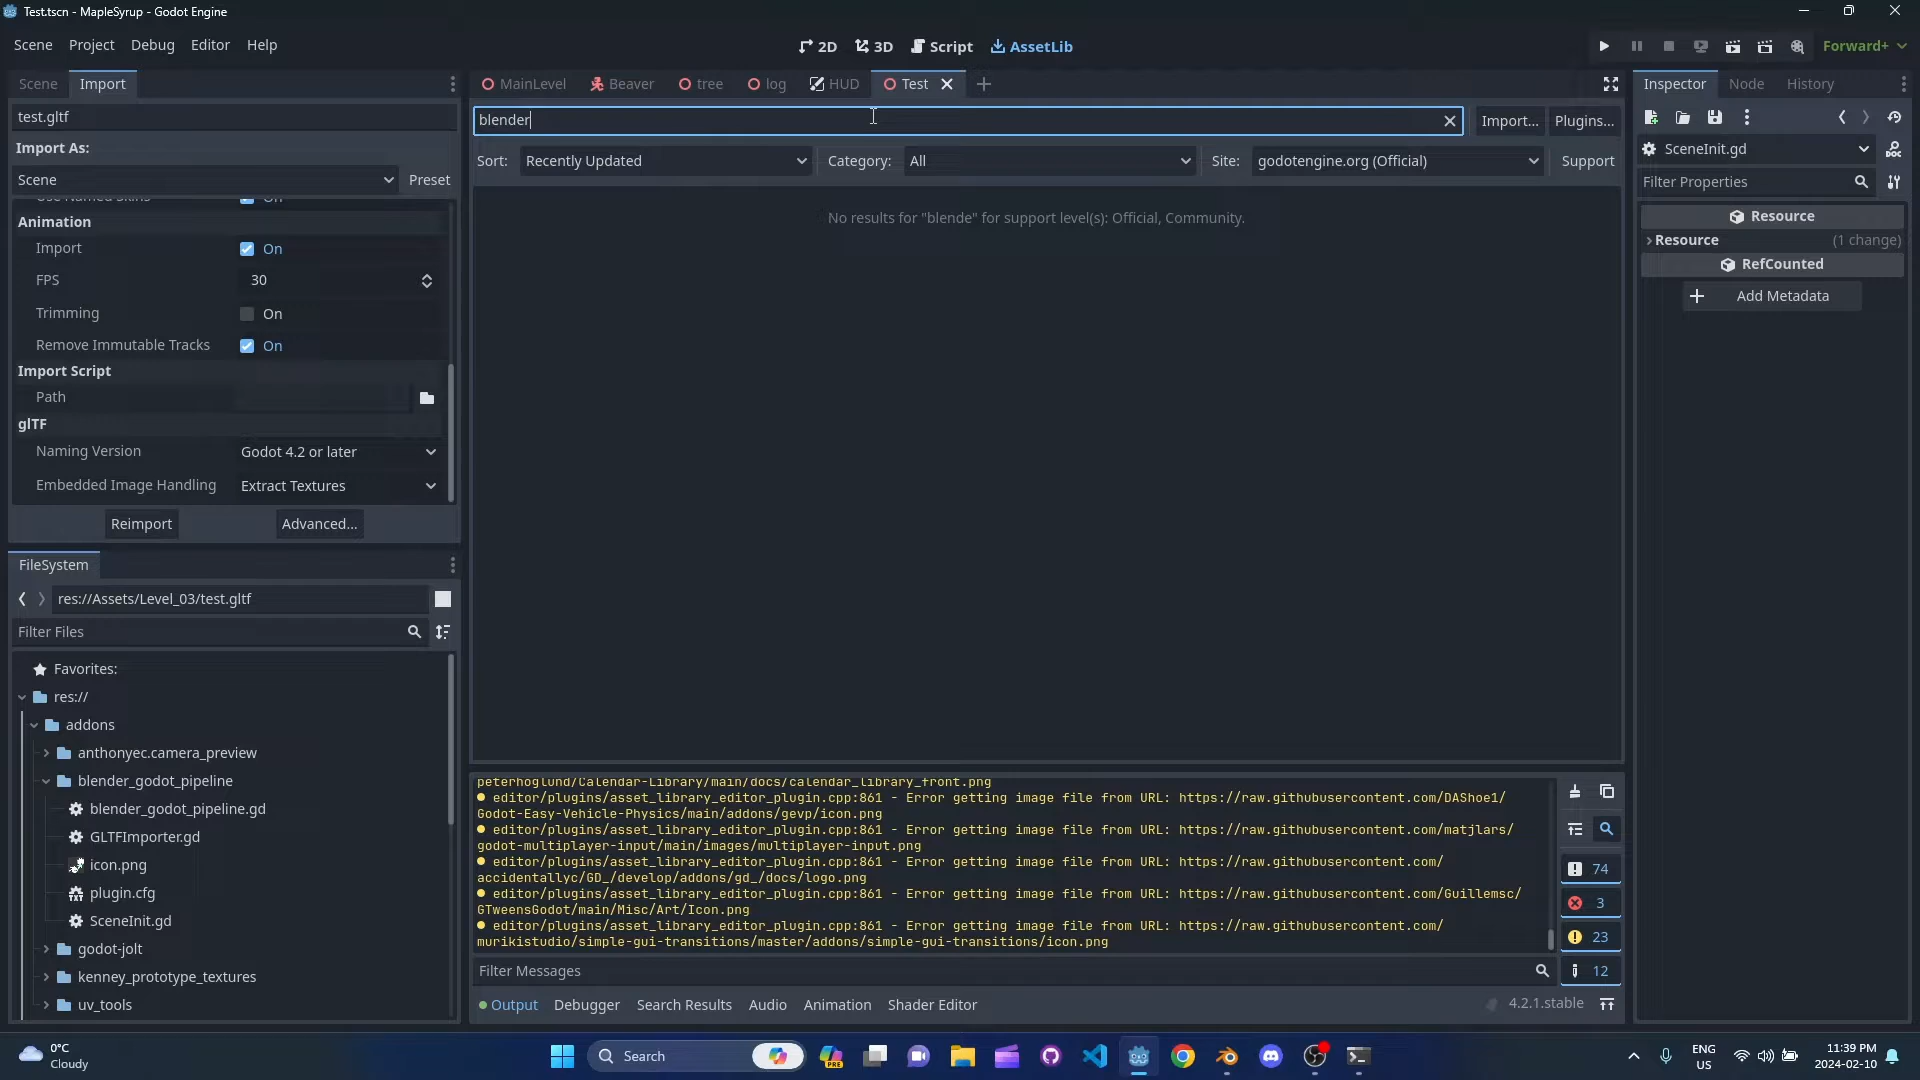 Test.tscn - MapleSyrup - Godot Engine
Scene Project Debug Editor Help
2D 3D Script AssetLib
Forward+
Scene Import
MainLevel Beaver tree log HUD Test
Inspector Node History
test.gltf
blender
Import... Plugins...
Import As:
Scene Preset
Sort: Recently Updated Category: All Site: godotengine.org (Official) Support
SceneInit.gd
Filter Properties
Use Named Skins On
Animation
Import On
FPS 30
Trimming On
Remove Immutable Tracks On
Import Script
Path
glTF
Naming Version Godot 4.2 or later
Embedded Image Handling Extract Textures
Reimport Advanced...
No results for "blende" for support level(s): Official, Community.
Resource
Resource (1 change)
RefCounted
Add Metadata
FileSystem
res://Assets/Level_03/test.gltf
Filter Files
Favorites:
res://
addons
anthonyec.camera_preview
blender_godot_pipeline
blender_godot_pipeline.gd
GLTFImporter.gd
icon.png
plugin.cfg
SceneInit.gd
godot-jolt
kenney_prototype_textures
uv_tools
peterhoglund/Calendar-Library/main/docs/calendar_library_front.png
editor/plugins/asset_library_editor_plugin.cpp:861 - Error getting image file from URL: https://raw.githubusercontent.com/DAShoe1/
Godot-Easy-Vehicle-Physics/main/addons/gevp/icon.png
editor/plugins/asset_library_editor_plugin.cpp:861 - Error getting image file from URL: https://raw.githubusercontent.com/matjlars/
godot-multiplayer-input/main/images/multiplayer-input.png
editor/plugins/asset_library_editor_plugin.cpp:861 - Error getting image file from URL: https://raw.githubusercontent.com/
accidentallyc/GD_/develop/addons/gd_/docs/logo.png
editor/plugins/asset_library_editor_plugin.cpp:861 - Error getting image file from URL: https://raw.githubusercontent.com/Guillemsc/
GTweensGodot/main/Misc/Art/Icon.png
editor/plugins/asset_library_editor_plugin.cpp:861 - Error getting image file from URL: https://raw.githubusercontent.com/
murikistudio/simple-gui-transitions/master/addons/simple-gui-transitions/icon.png
74
3
23
12
Filter Messages
Output Debugger Search Results Audio Animation Shader Editor
4.2.1.stable
0°C
Cloudy
Search
PRE
ENG
US
11:39 PM
2024-02-10